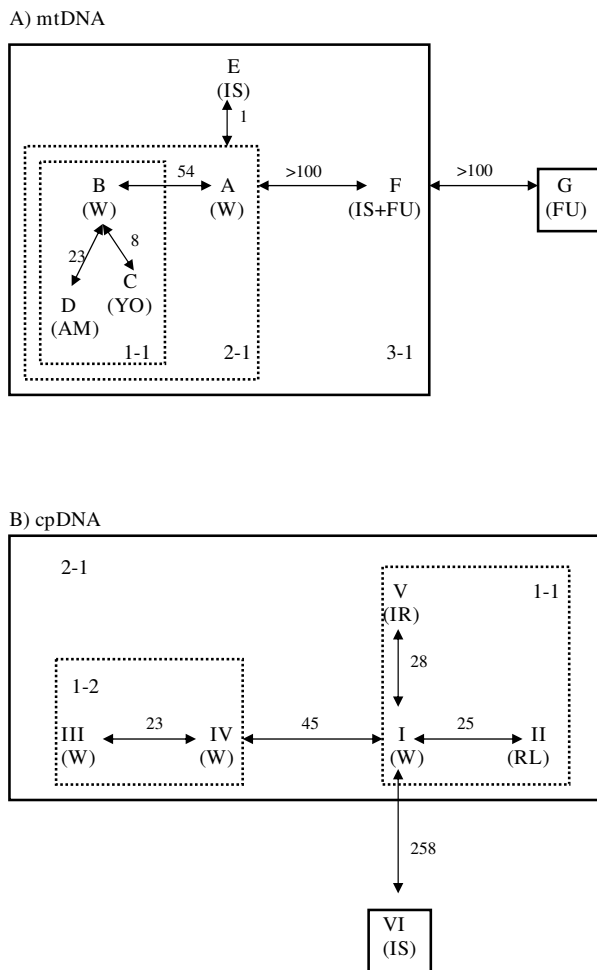 A) mtDNA
E
(IS)
1
B 54 A >100 F >100 G
(W) (W) (IS+FU) (FU)
23 8
D C
(AM) (YO)
1-1 2-1 3-1
B) cpDNA
2-1
V 1-1
(IR)
28
1-2
III 23 IV 45 I 25 II
(W) (W) (W) (RL)
258
VI
(IS)